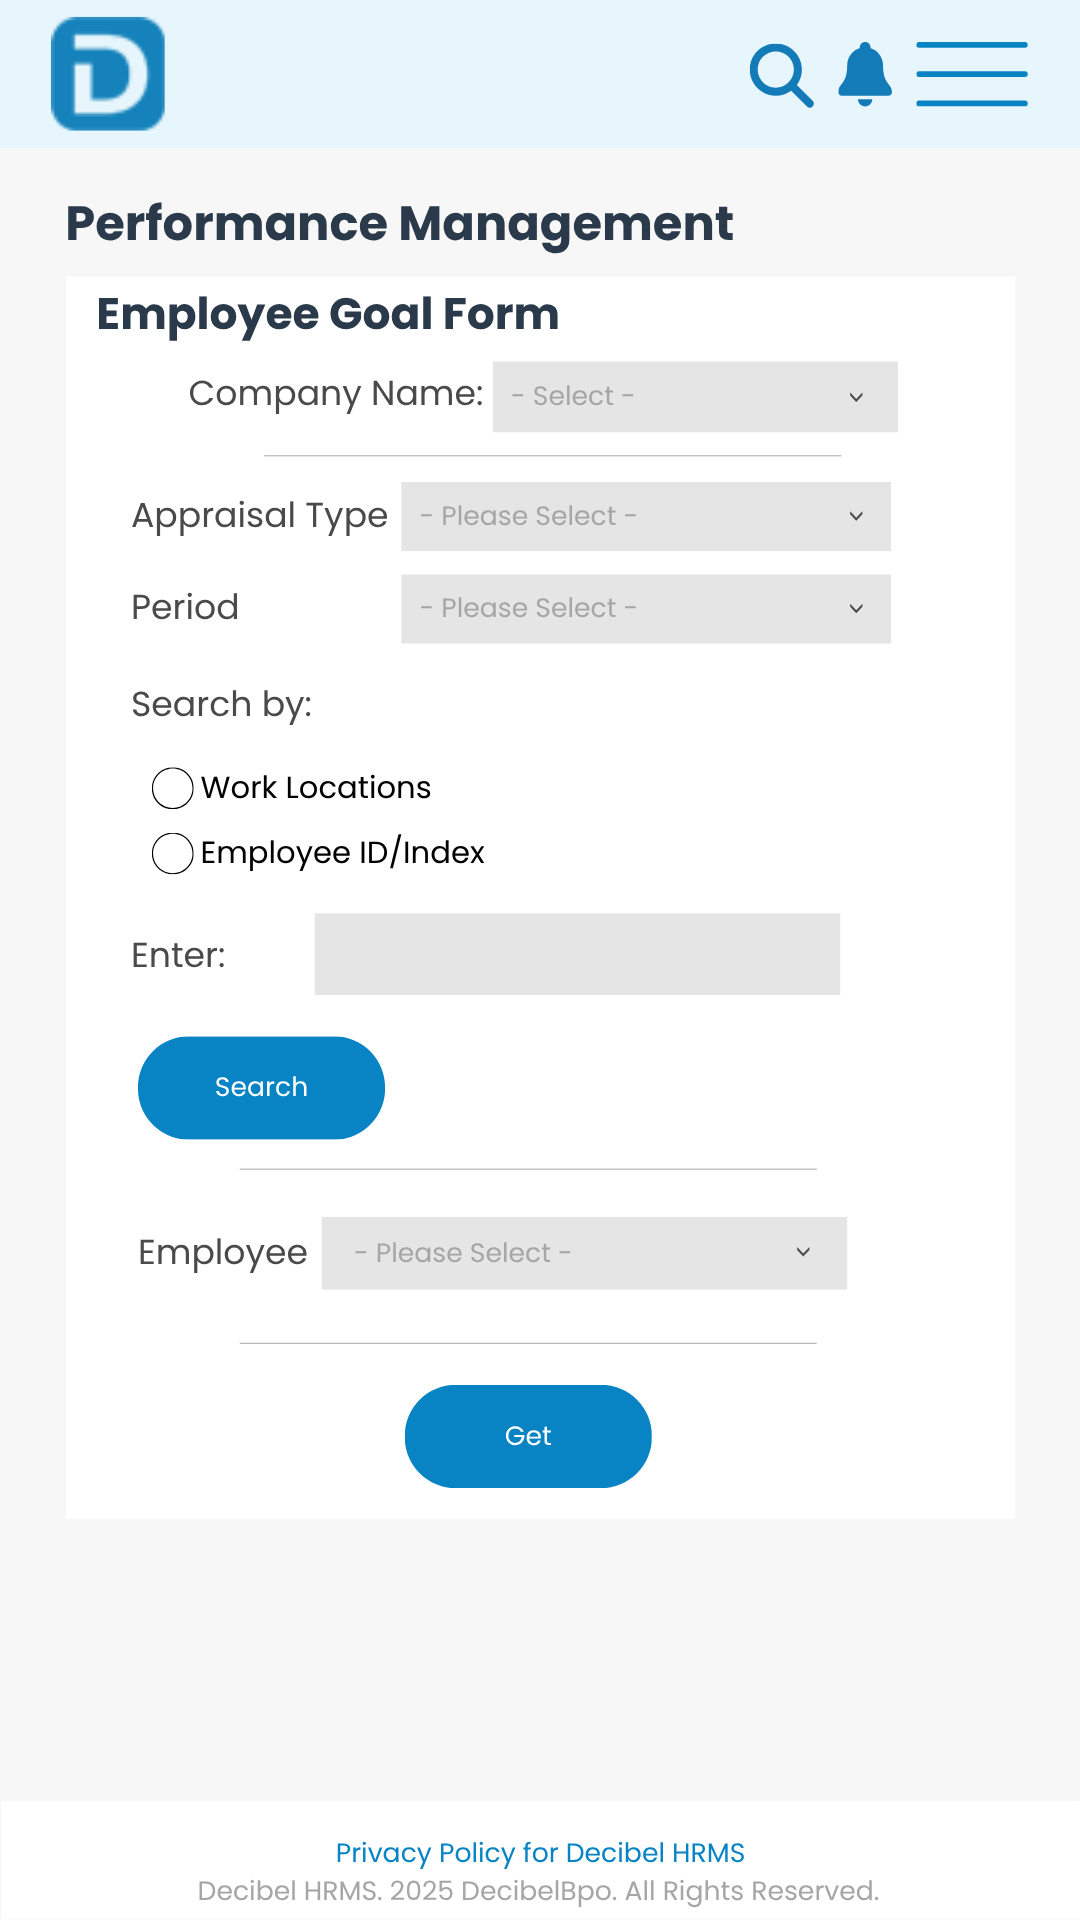 D
Performance Management
Employee Goal Form
Company Name: - Select -
Appraisal Type - Please Select -
Period - Please Select -
Search by:
Work Locations
Employee ID/Index
Enter:
Search
Employee - Please Select -
Get
Privacy Policy for Decibel HRMS
Decibel HRMS. 2025 DecibelBpo. All Rights Reserved.